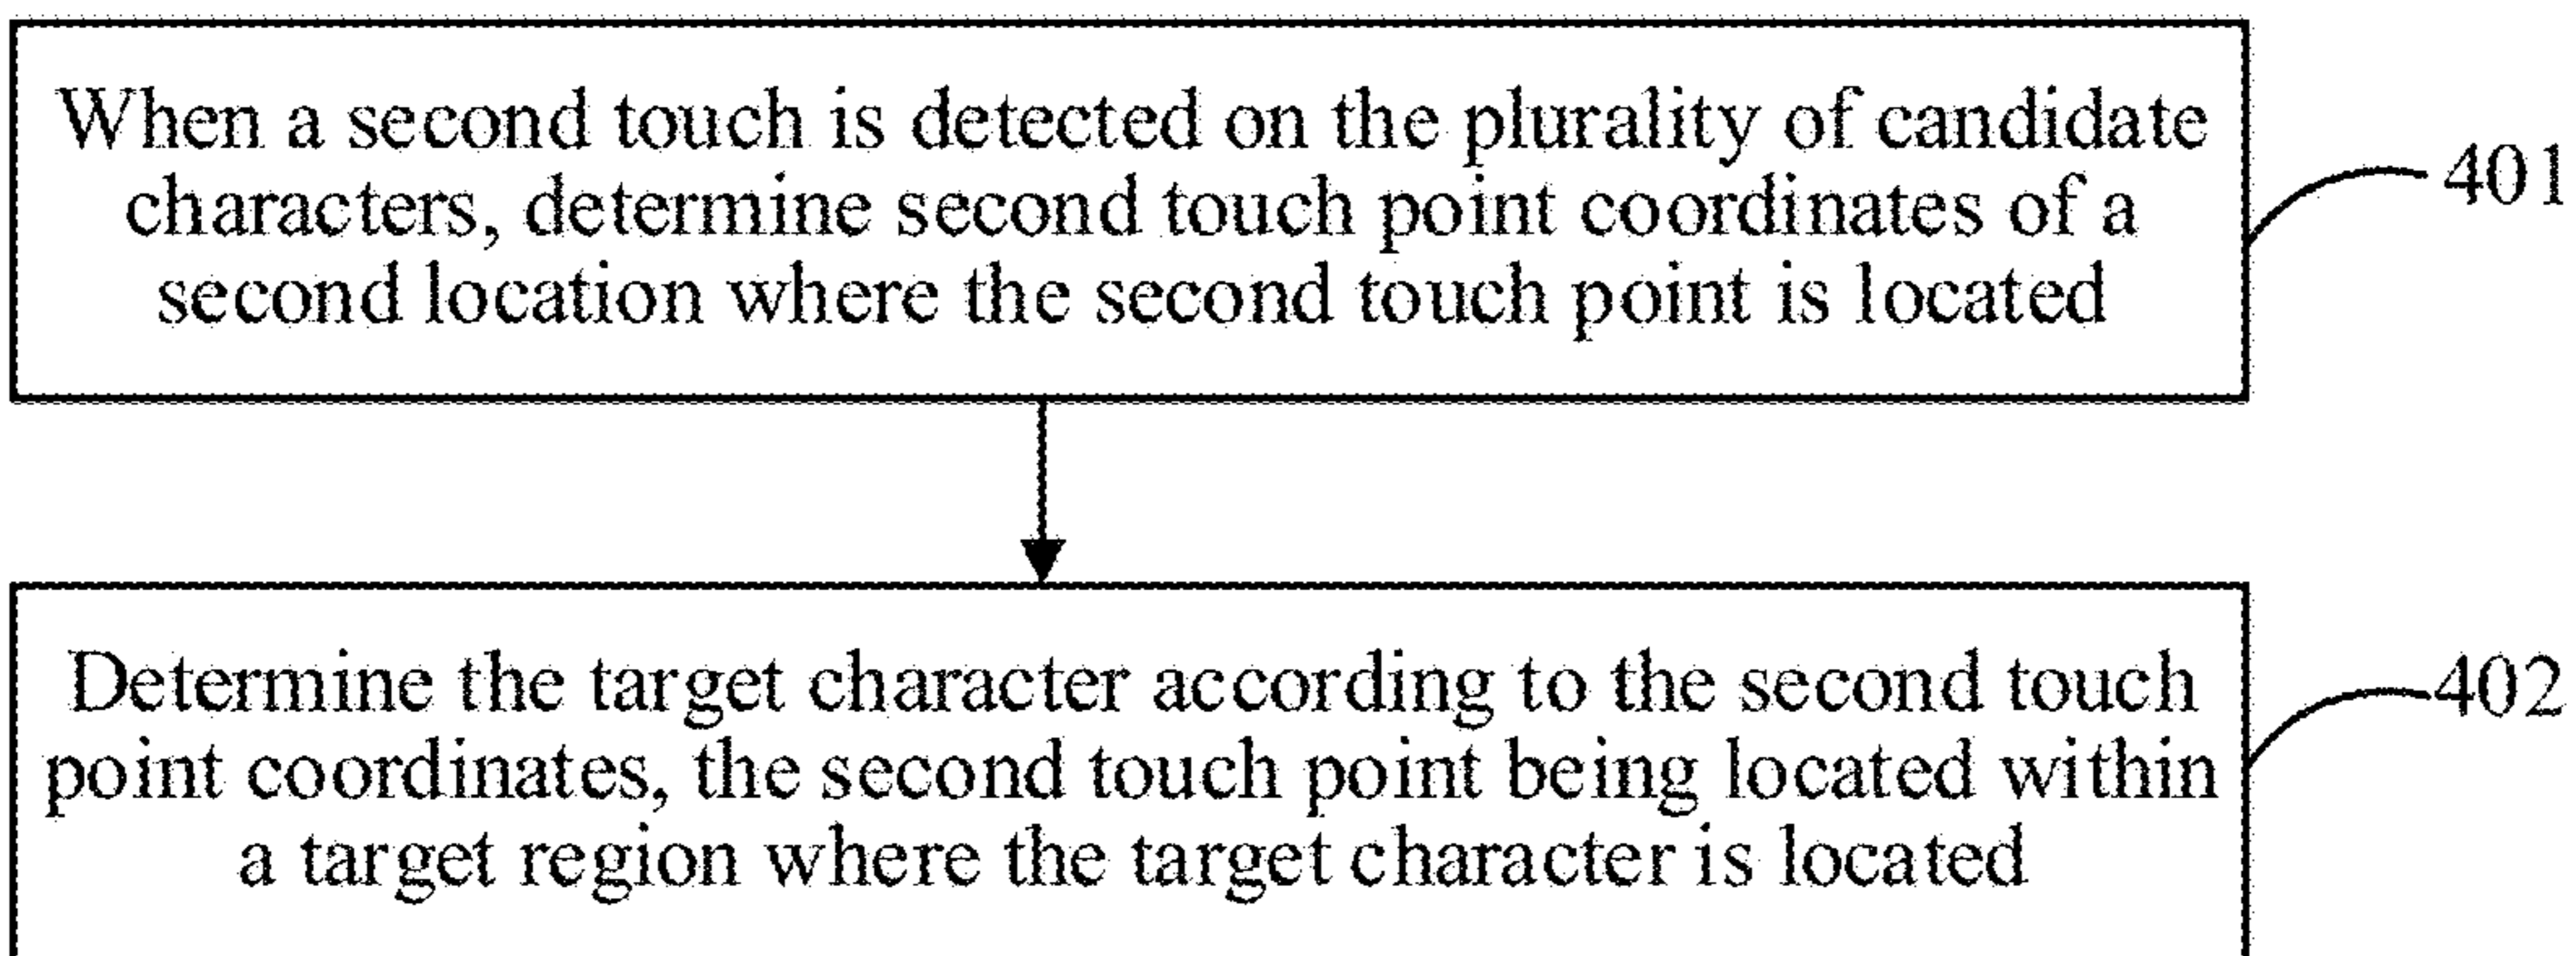 When a second touch is detected on the plurality of candidate
characters, determine second touch point coordinates of a
second location where the second touch point is located
401
Determine the target character according to the second touch
point coordinates, the second touch point being located within
a target region where the target character is located
402